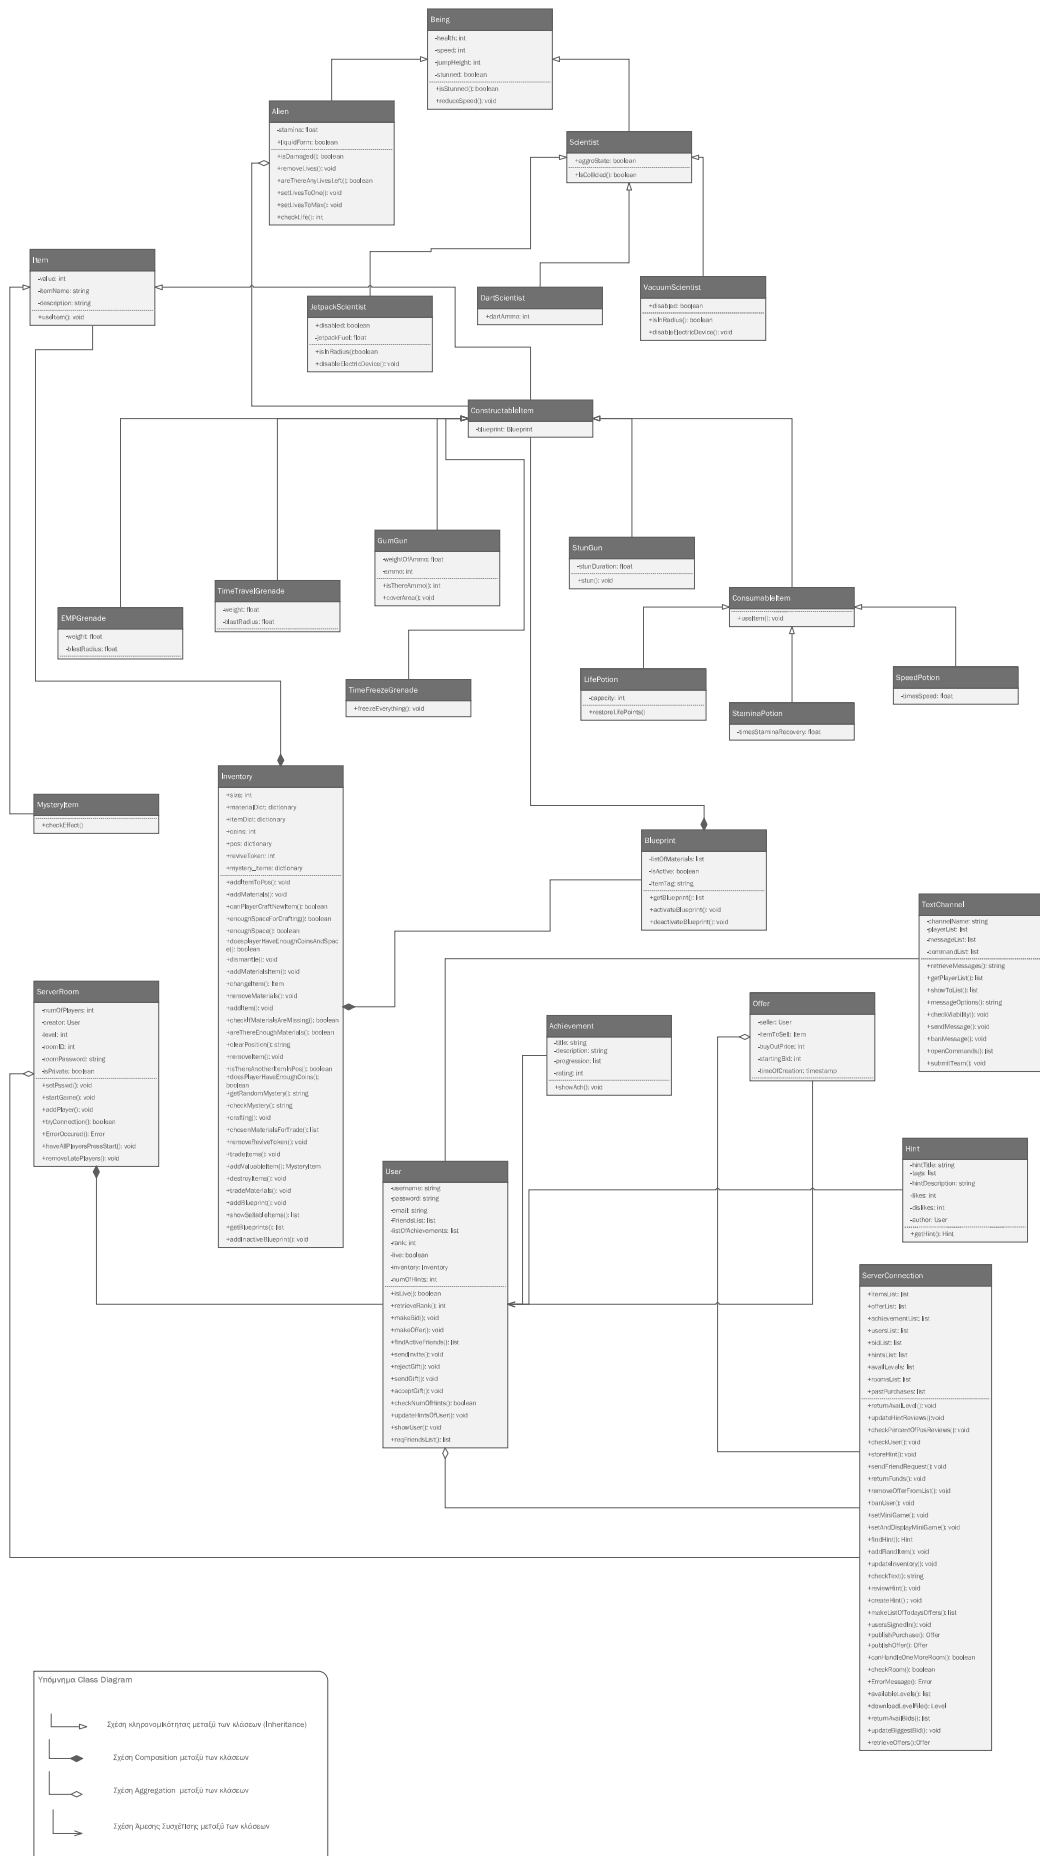 Being
-health: int
-speed: int
-jumpHeight: int
-stunned: boolean
+isStunned(): boolean
+reduceSpeed(): void
Alien
-stamina: float
+liquidForm: boolean
+isDamaged(): boolean
+removeLives(): void
+areThereAnyLivesLeft(): boolean
+setLivesToOne(): void
+setLivesToMax(): void
+checkLife(): int
Scientist
+aggroState: boolean
+isCollided(): boolean
Item
-value: int
-itemName: string
-description: string
+useItem(): void
JetpackScientist
+disabled: boolean
-jetpackFuel: float
+isInRadius():boolean
+disableElectricDevice(): void
DartScientist
+dartAmmo: int
VacuumScientist
+disabled: boolean
+isInRadius(): boolean
+disableElectricDevice(): void
ConstructableItem
-blueprint: Blueprint
GumGun
-weightOfAmmo: float
-ammo: int
+isThereAmmo(): int
+coverArea(): void
StunGun
-stunDuration: float
+stun(): void
TimeTravelGrenade
-weight: float
-blastRadius: float
EMPGrenade
-weight: float
-blastRadius: float
ConsumableItem
+useItem(): void
TimeFreezeGrenade
+freezeEverything(): void
LifePotion
-capacity: int
+restoreLifePoints()
StaminaPotion
-timesStaminaRecovery: float
SpeedPotion
-timesSpeed: float
MysteryItem
+checkEffect()
Inventory
+size: int
+materialDict: dictionary
+itemDict: dictionary
+coins: int
+pos: dictionary
+reviveToken: int
+mystery_items: dictionary
+addItemToPos(): void
+addMaterials(): void
+canPlayerCraftNewItem(): boolean
+enoughSpaceForCrafting(): boolean
+enoughSpace(): boolean
+doesplayerHaveEnoughCoinsAndSpac
e(): boolean
+dismantle(): void
+addMaterialsItem(): void
+changeItem(): Item
+removeMaterials(): void
+addItem(): void
+checkIfMaterialsAreMissing(): boolean
+areThereEnoughMaterials(): boolean
+clearPosition(): string
+removeItem(): void
+isThereAnotherItemInPos(): boolean
+doesPlayerHaveEnoughCoins():
boolean
+getRandomMystery(): string
+checkMystery(): string
+crafting(): void
+chosenMaterialsForTrade(): list
+removeReviveToken(): void
+tradeItems(): void
+addValuableItem(): MysteryItem
+destroyItems(): void
+tradeMaterials(): void
+addBlueprint(): void
+showSellableItems(): list
+getBlueprints(): list
+addInactiveBlueprint(): void
Blueprint
-listOfMaterials: list
-isActive: boolean
-itemTag: string
+getBlueprint(): list
+activateBlueprint(): void
+deactivateBlueprint(): void
TextChannel
-channelName: string
-playerList: list
-messageList: list
-commandList: list
+retrieveMessages(): string
+getPlayerList(): list
+showToList(): list
+messageOptions(): string
+checkViability(): void
+sendMessage(): void
+banMessage(): void
+openCommands(): list
+submitTeam(): void
ServerRoom
-numOfPlayers: int
-creator: User
-level: int
-roomID: int
-roomPassword: string
-isPrivate: boolean
+setPsswd(): void
+startGame(): void
+addPlayer(): void
+tryConnection(): boolean
+ErrorOccured(): Error
+haveAllPlayersPressStart(): void
+removeLatePlayers(): void
Achievement
-title: string
-description: string
-progression: list
-rating: int
+showAch(): void
Offer
-seller: User
-itemToSell: Item
-buyOutPrice: int
-startingBid: int
-timeOfCreation: timestamp
User
-username: string
-password: string
-email: string
-FriendsList: list
-listOfAchievements: list
-rank: int
-live: boolean
-inventory: Inventory
-numOfHints: int
+isLive(): boolean
+retrieveRank(): int
+makeBid(): void
+makeOffer(): void
+findActiveFriends(): list
+sendInvite(): void
+rejectGift(): void
+sendGift(): void
+acceptGift(): void
+checkNumOfHints(): boolean
+updateHintsOfUser(): void
+showUser(): void
+reqFriendsList(): list
Hint
-hintTitle: string
-tags: list
-hintDescription: string
-likes: int
-dislikes: int
-author: User
+getHint(): Hint
ServerConnection
+itemsList: list
+offerList: list
+achievementList: list
+usersList: list
+bidList: list
+hintsList: list
+availLevels: list
+roomsList: list
+pastPurchases: list
+returnAvailLevel(): void
+updateHintReviews():void
+checkPercentOfPosReviews(): void
+checkUser(): void
+storeHint(): void
+sendFriendRequest(): void
+returnFunds(): void
+removeOfferFromList(): void
+banUser(): void
+setMiniGame(): void
+setAndDisplayMiniGame(): void
+findHint(): Hint
+addRandItem(): void
+updateInventory(): void
+checkText(): string
+reviewHint(): void
+createHint() : void
+makeListOfTodaysOffers(): list
+usersSignedIn(): void
+publishPurchase(): Offer
+publishOffer(): Offer
+canHandleOneMoreRoom(): boolean
+checkRoom(): boolean
+ErrorMessage(): Error
+availableLevels(): list
+downloadLevelFile(): Level
+returnAvailBids(): list
+updateBiggestBid(): void
+retrieveOffers():Offer
Υπόμνημα Class Diagram
Σχέση κληρονομικότητας μεταξύ των κλάσεων (Inheritance)
Σχέση Composition μεταξύ των κλάσεων
Σχέση Aggregation μεταξύ των κλάσεων
Σχέση Άμεσης Συσχέτισης μεταξύ των κλάσεων